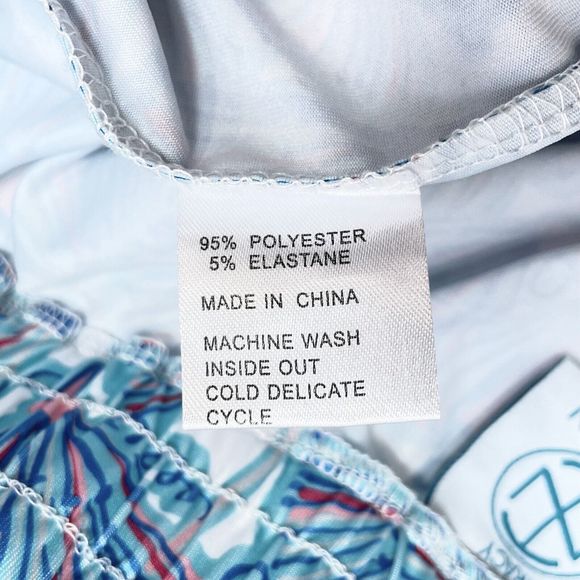 95% POLYESTER
5% ELASTANE
MADE IN CHINA
MACHINE WASH
INSIDE OUT
COLD DELICATE
CYCLE